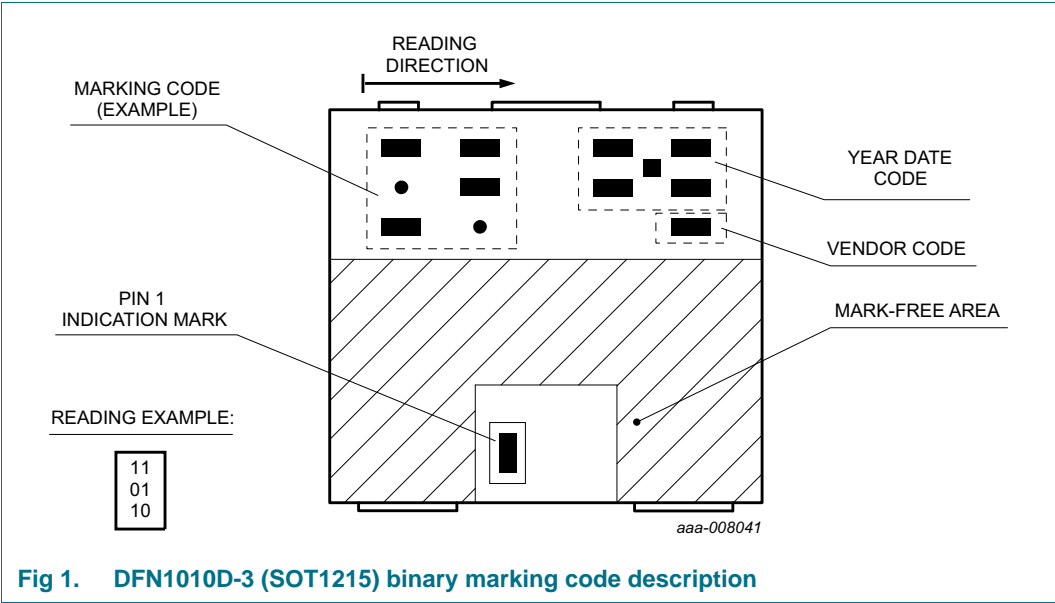 READING
DIRECTION
MARKING CODE
(EXAMPLE)
YEAR DATE
CODE
VENDOR CODE
PIN 1
INDICATION MARK
MARK-FREE AREA
READING EXAMPLE:
11
01
10
aaa-008041
Fig 1. DFN1010D-3 (SOT1215) binary marking code description